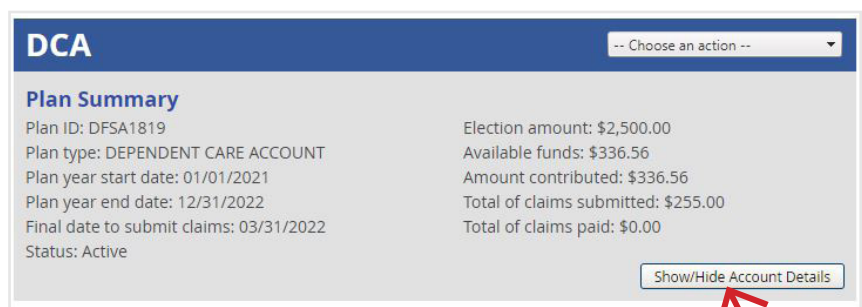 DCA
-- Choose an action --
Plan Summary
Plan ID: DFSA1819
Plan type: DEPENDENT CARE ACCOUNT
Plan year start date: 01/01/2021
Plan year end date: 12/31/2022
Final date to submit claims: 03/31/2022
Status: Active
Election amount: $2,500.00
Available funds: $336.56
Amount contributed: $336.56
Total of claims submitted: $255.00
Total of claims paid: $0.00
Show/Hide Account Details